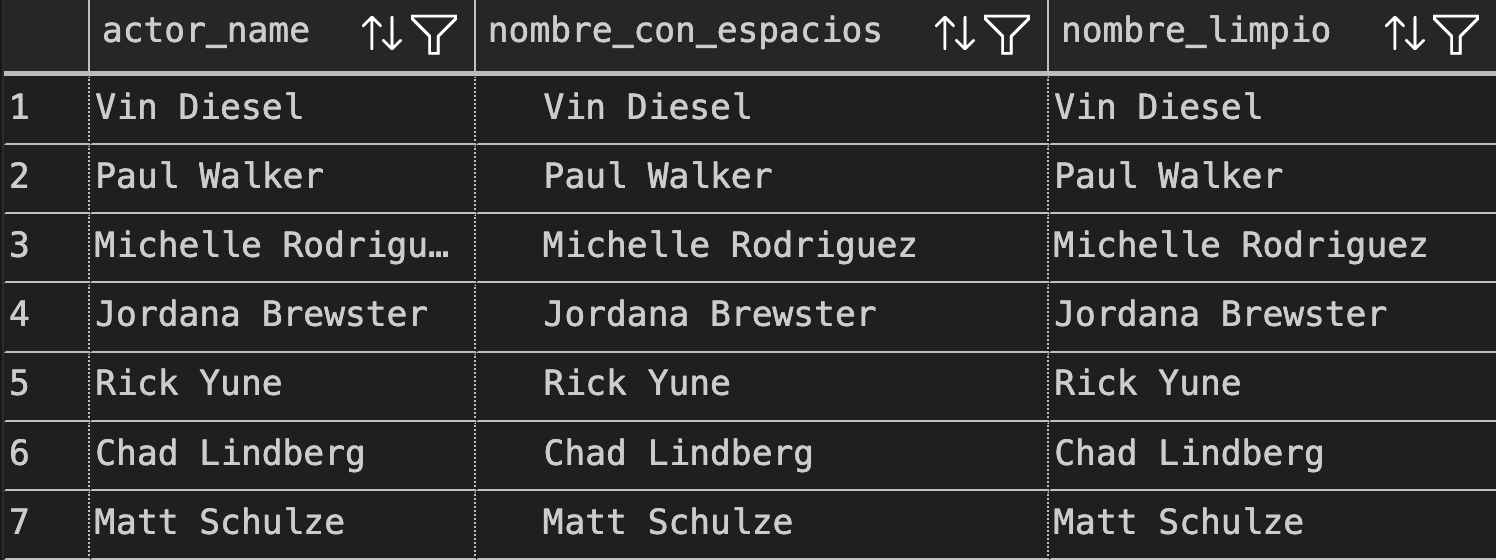 actor_name nombre_con_espacios nombre_limpio
1 Vin Diesel    Vin Diesel Vin Diesel
2 Paul Walker    Paul Walker Paul Walker
3 Michelle Rodrigu…    Michelle Rodriguez Michelle Rodriguez
4 Jordana Brewster    Jordana Brewster Jordana Brewster
5 Rick Yune    Rick Yune Rick Yune
6 Chad Lindberg    Chad Lindberg Chad Lindberg
7 Matt Schulze    Matt Schulze Matt Schulze